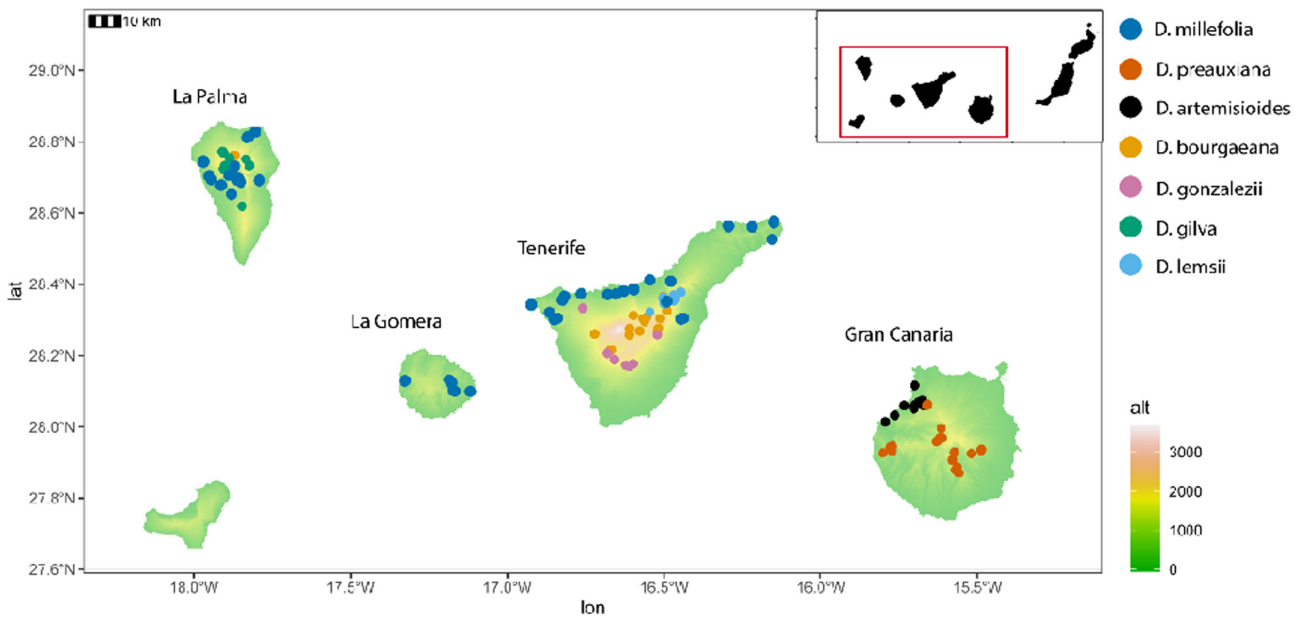 10 km
D. millefolia
D. preauxiana
D. artemisioides
D. bourgaeana
D. gonzalezii
D. gilva
D. lemsii
La Palma
Tenerife
La Gomera
Gran Canaria
lat
29.0°N
28.8°N
28.6°N
28.4°N
28.2°N
28.0°N
27.8°N
27.6°N
18.0°W
17.5°W
17.0°W
16.5°W
16.0°W
15.5°W
lon
alt
3000
2000
1000
0